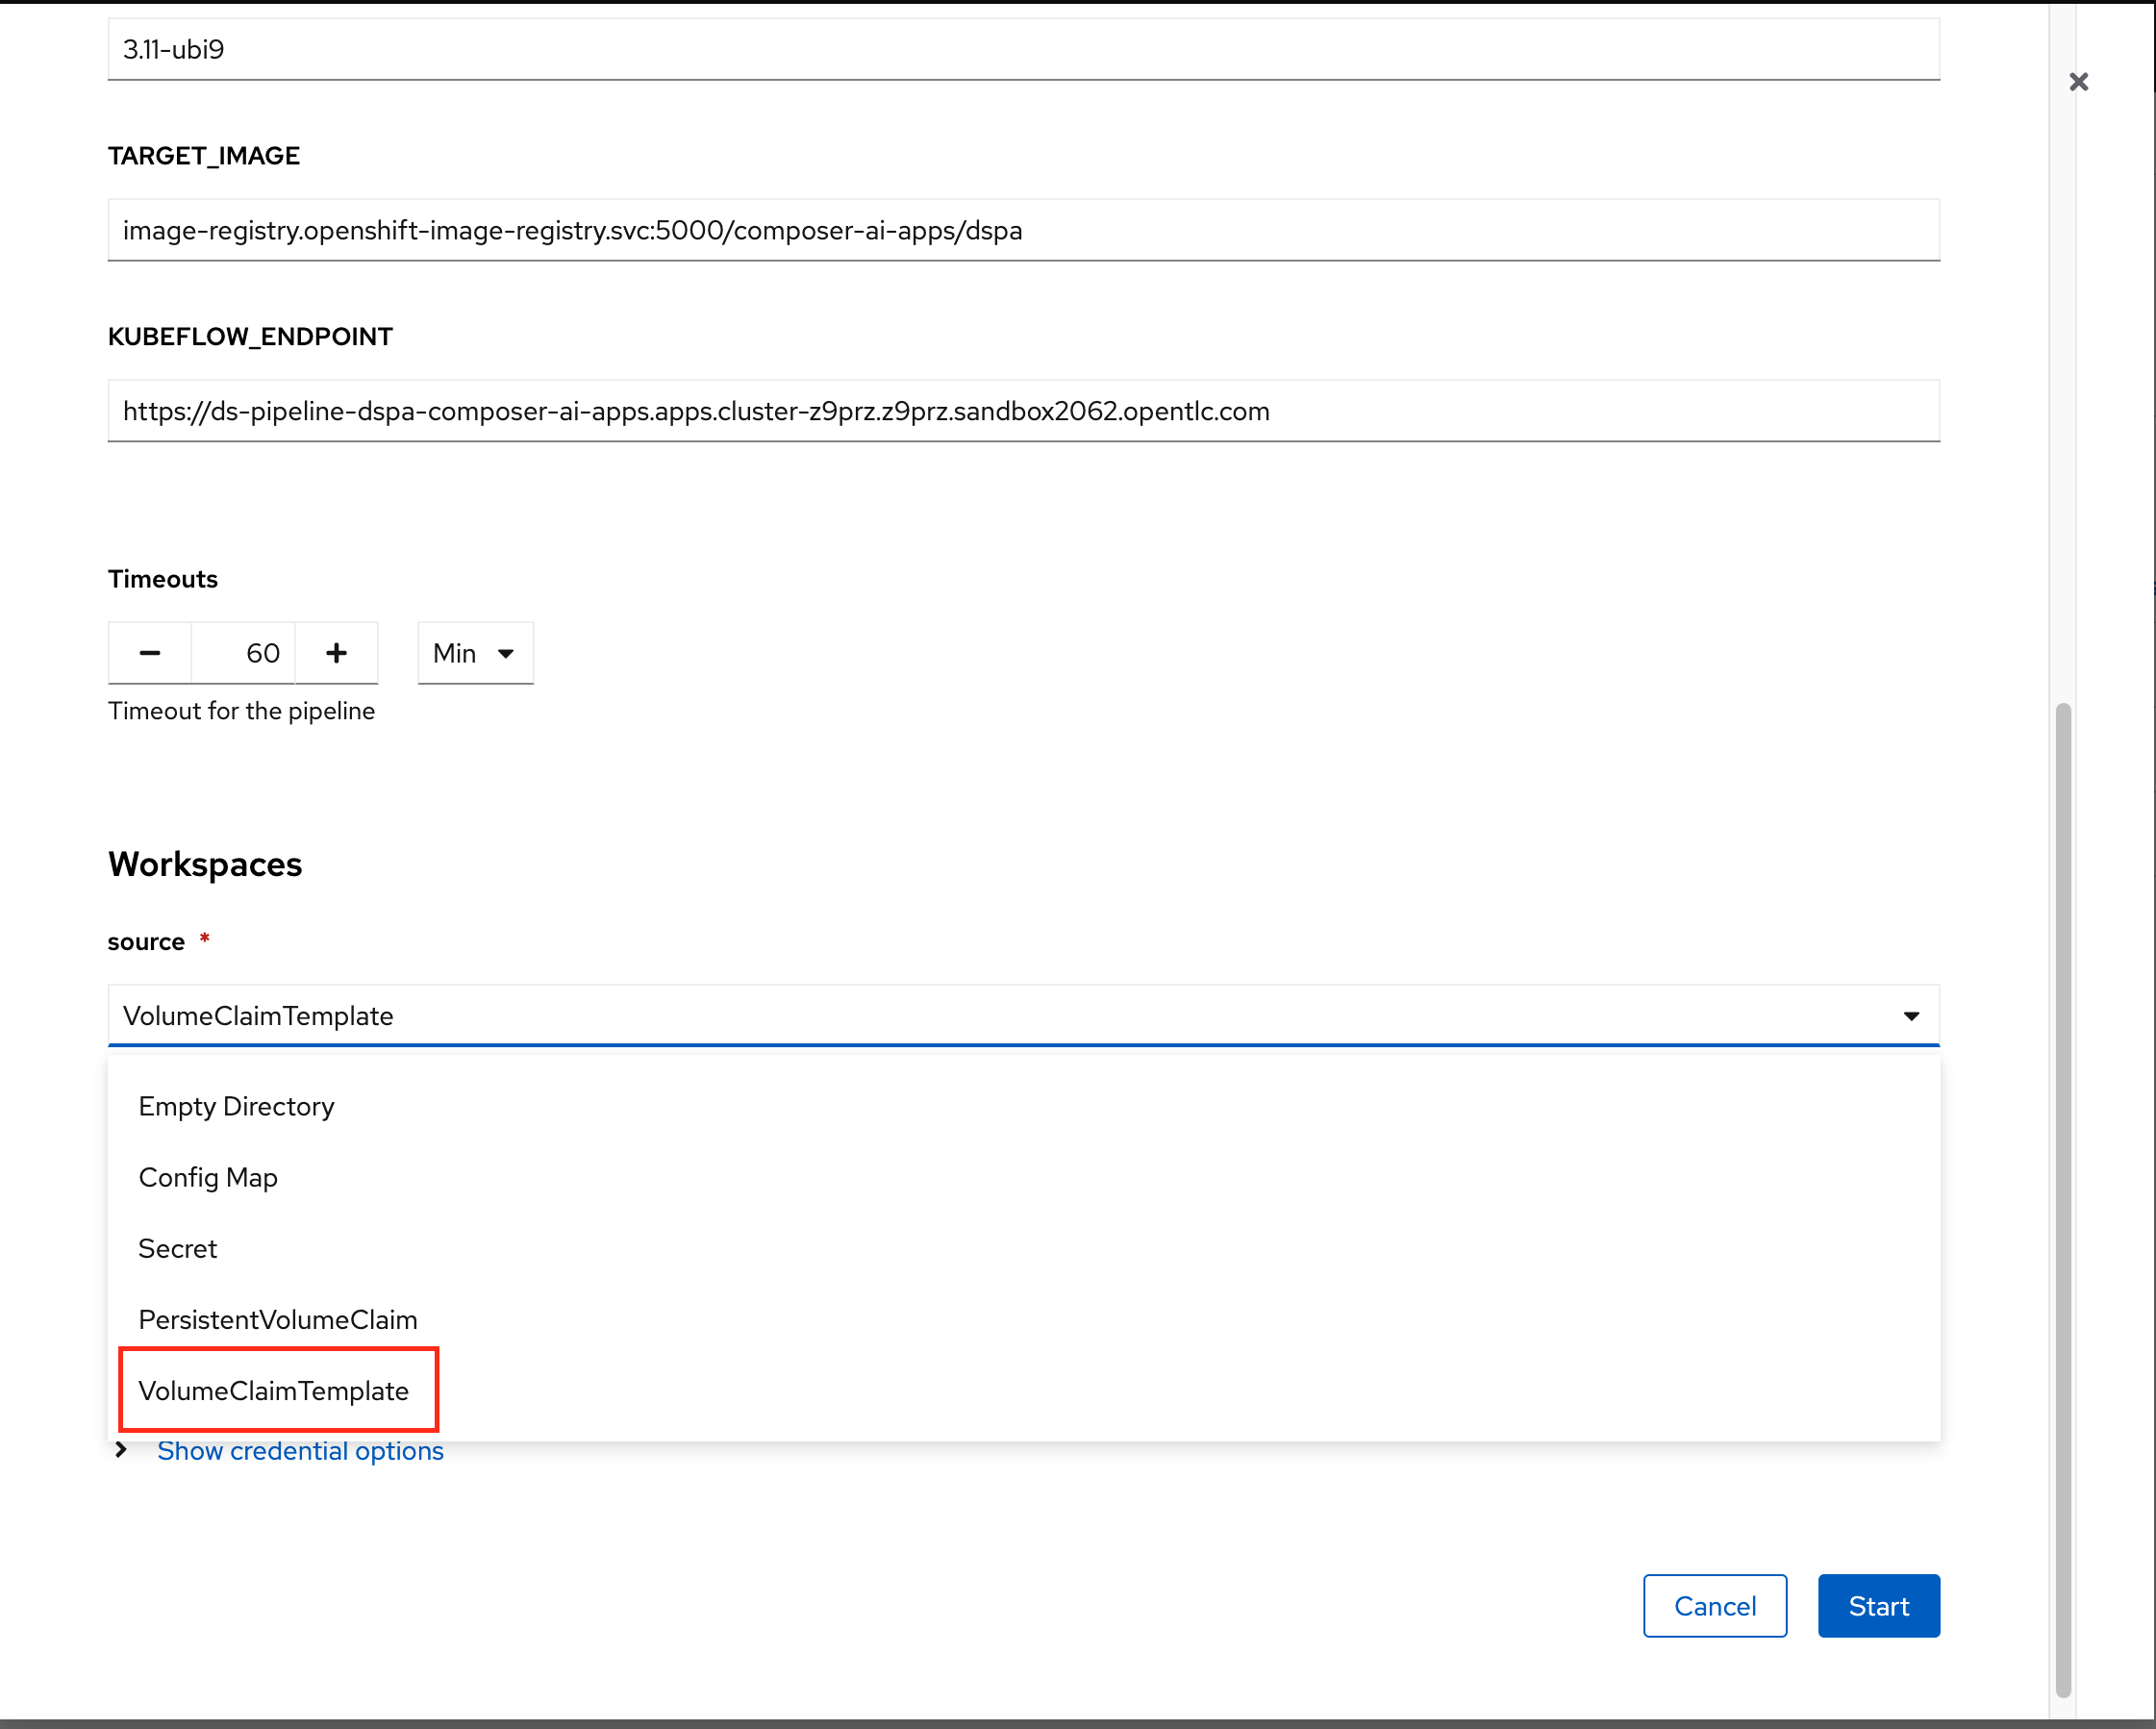 3.11-ubi9
TARGET_IMAGE
image-registry.openshift-image-registry.svc:5000/composer-ai-apps/dspa
KUBEFLOW_ENDPOINT
https://ds-pipeline-dspa-composer-ai-apps.apps.cluster-z9prz.z9prz.sandbox2062.opentlc.com
Timeouts
60
Min
Timeout for the pipeline
Workspaces
source *
VolumeClaimTemplate
Empty Directory
Config Map
Secret
PersistentVolumeClaim
VolumeClaimTemplate
Show credential options
Cancel
Start